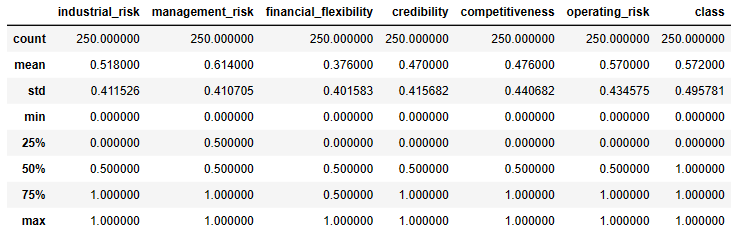 industrial_risk management_risk financial_flexibility credibility competitiveness operating_risk class
count 250.000000 250.000000 250.000000 250.000000 250.000000 250.000000 250.000000
mean 0.518000 0.614000 0.376000 0.470000 0.476000 0.570000 0.572000
std 0.411526 0.410705 0.401583 0.415682 0.440682 0.434575 0.495781
min 0.000000 0.000000 0.000000 0.000000 0.000000 0.000000 0.000000
25% 0.000000 0.500000 0.000000 0.000000 0.000000 0.000000 0.000000
50% 0.500000 0.500000 0.500000 0.500000 0.500000 0.500000 1.000000
75% 1.000000 1.000000 0.500000 1.000000 1.000000 1.000000 1.000000
max 1.000000 1.000000 1.000000 1.000000 1.000000 1.000000 1.000000